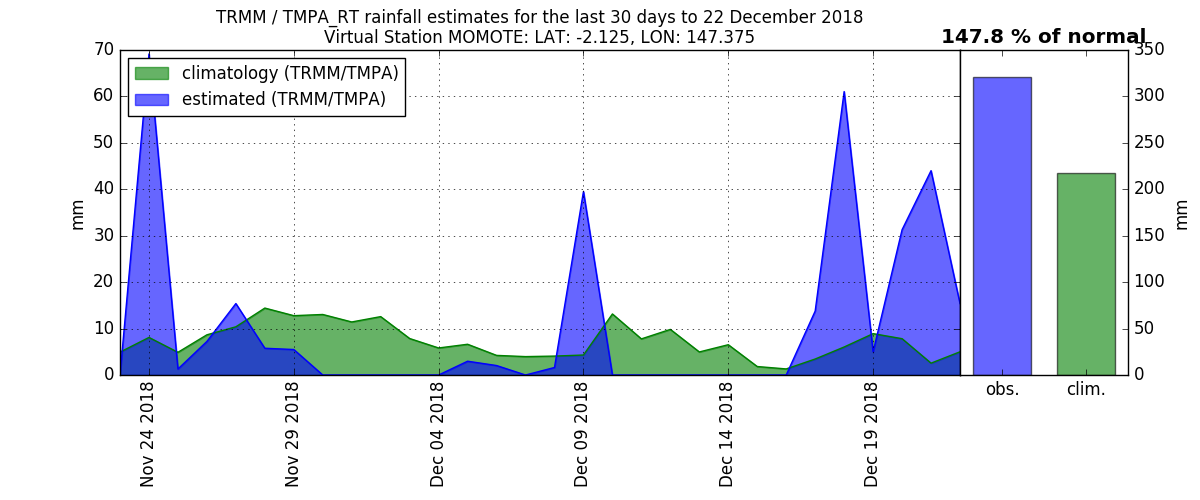 TRMM / TMPA_RT rainfall estimates for the last 30 days to 22 December 2018
Virtual Station MOMOTE: LAT: -2.125, LON: 147.375
147.8 % of normal
climatology (TRMM/TMPA)
estimated (TRMM/TMPA)
mm
70
60
50
40
30
20
10
0
Nov 24 2018
Nov 29 2018
Dec 04 2018
Dec 09 2018
Dec 14 2018
Dec 19 2018
obs.
clim.
350
300
250
200
150
100
50
0
mm